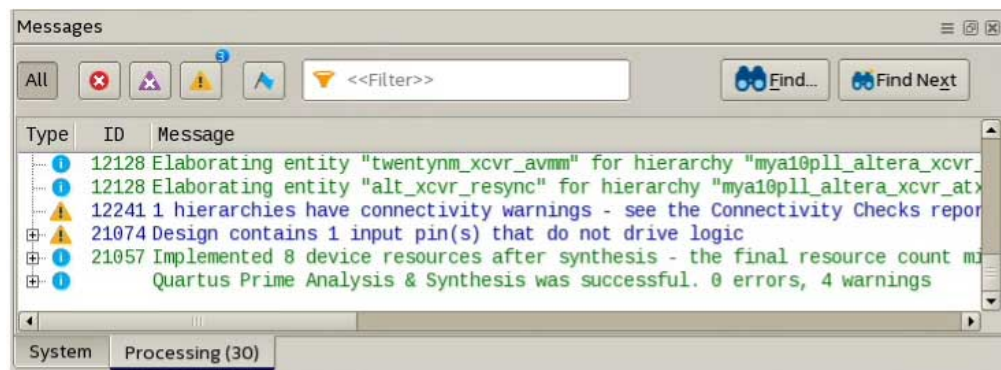 Messages
3
All <<Filter>> Find... Find Next
Type ID Message
12128 Elaborating entity "twentynm_xcvr_avmm" for hierarchy "mya10pll_altera_xcvr_
12128 Elaborating entity "alt_xcvr_resync" for hierarchy "mya10pll_altera_xcvr_atx
12241 1 hierarchies have connectivity warnings - see the Connectivity Checks repor
21074 Design contains 1 input pin(s) that do not drive logic
21057 Implemented 8 device resources after synthesis - the final resource count mi
Quartus Prime Analysis & Synthesis was successful. 0 errors, 4 warnings
System Processing (30)